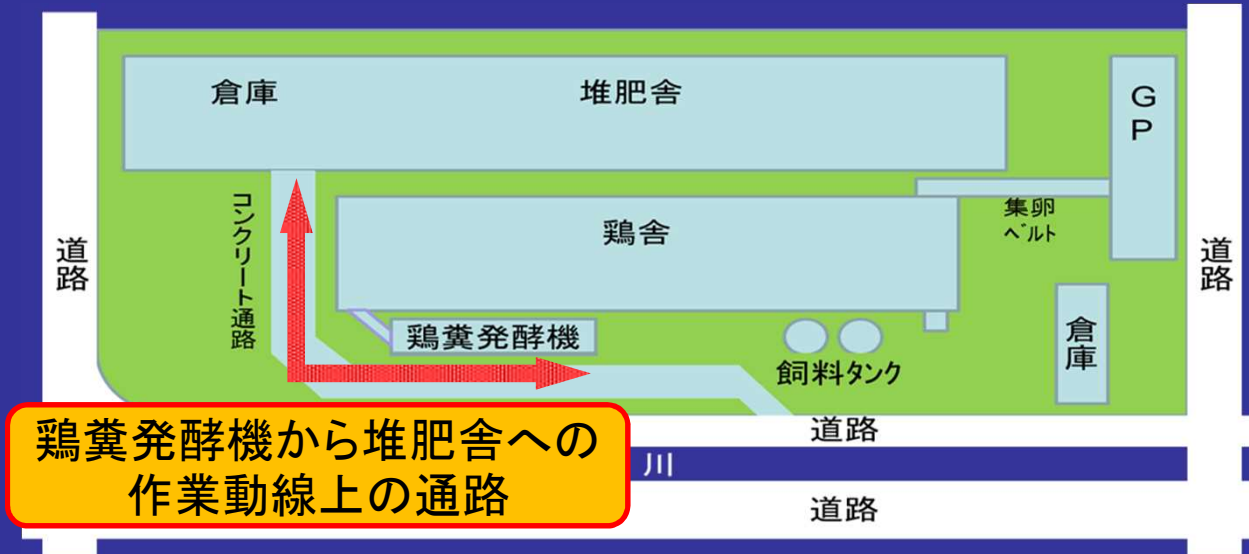 倉庫
堆肥舎
GP
コンクリート通路
鶏舎
集卵
ベルト
道路
道路
鶏糞発酵機
飼料タンク
倉庫
鶏糞発酵機から堆肥舎への
作業動線上の通路
道路
川
道路